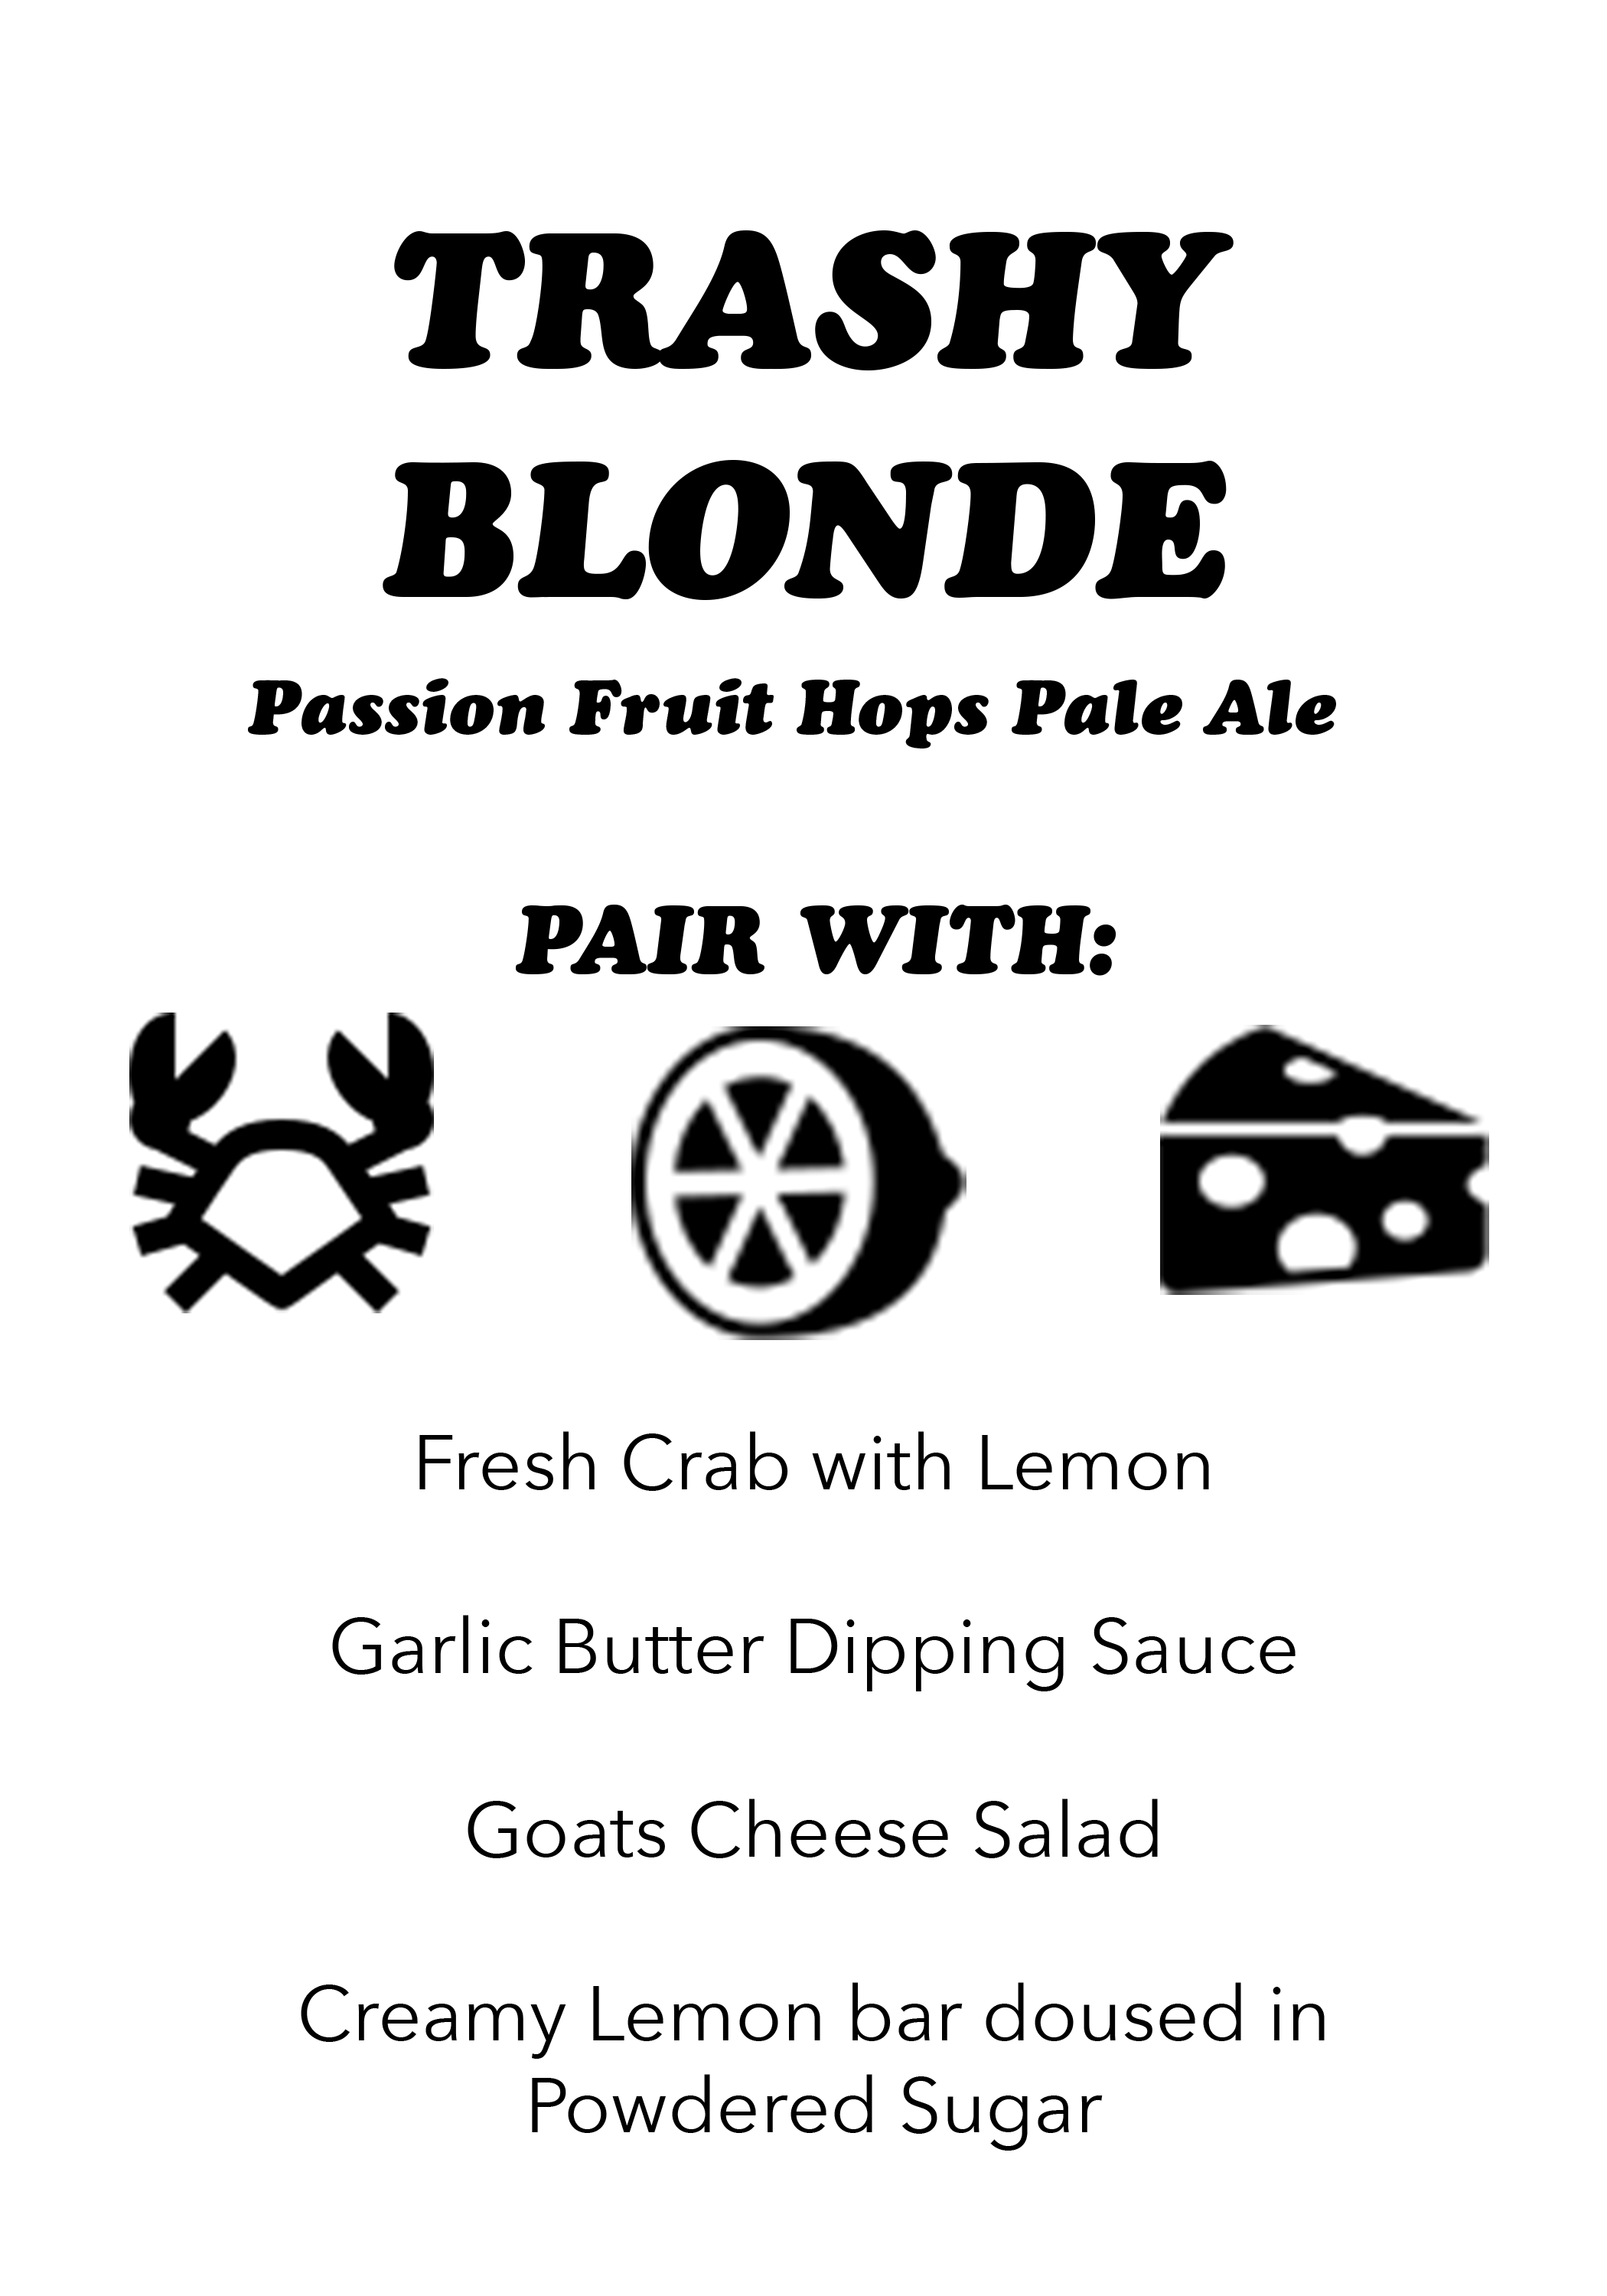 TRASHY
BLONDE
Passion Fruit Hops Pale Ale
PAIR WITH:
Fresh Crab with Lemon
Garlic Butter Dipping Sauce
Goats Cheese Salad
Creamy Lemon bar doused in
Powdered Sugar